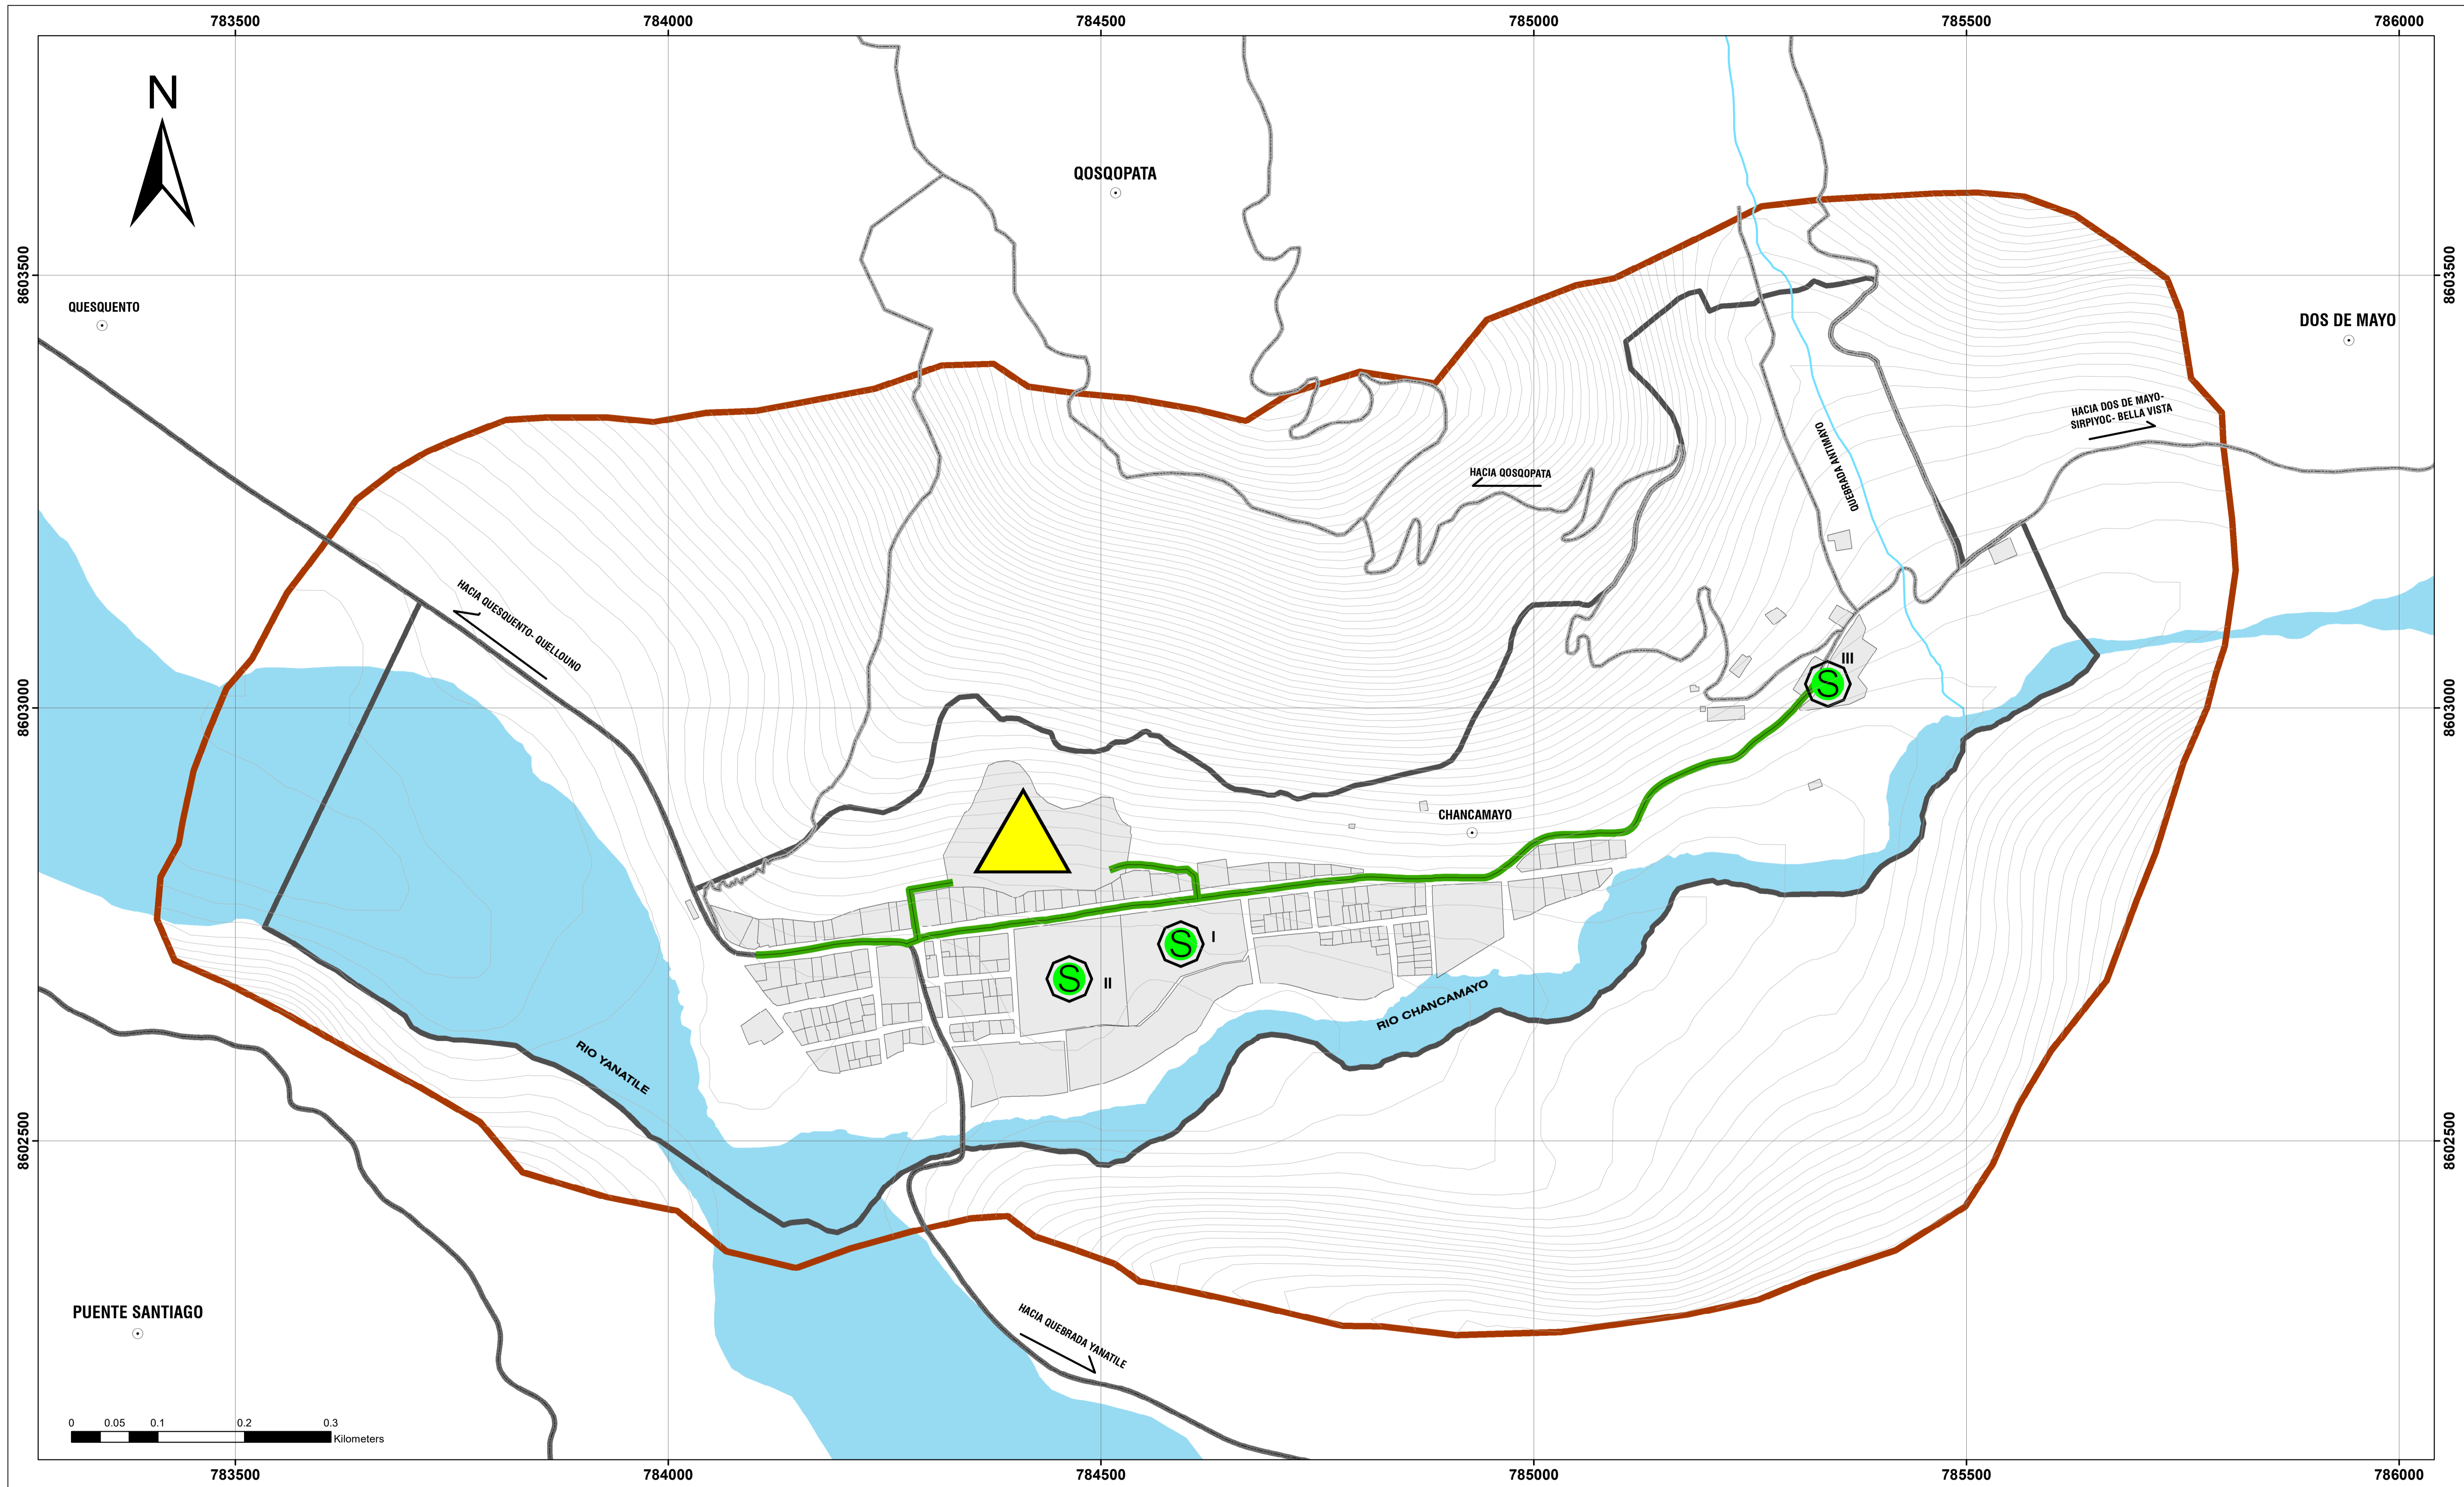 783500
784000
784500
785000
785500
786000
N
QOSQOPATA
8603500
8603500
QUESQUENTO
DOS DE MAYO
HACIA DOS DE MAYO-
SIRPIYOC- BELLA VISTA
HACIA QOSQOPATA
QUEBRADA ANTIMAYO
HACIA QUESQUENTO- QUELLOUNO
III
S
8603000
8603000
CHANCAMAYO
S
I
S
II
RIO CHANCAMAYO
RIO YANATILE
8602500
8602500
PUENTE SANTIAGO
HACIA QUEBRADA YANATILE
0
0.05
0.1
0.2
0.3
Kilometers
783500
784000
784500
785000
785500
786000